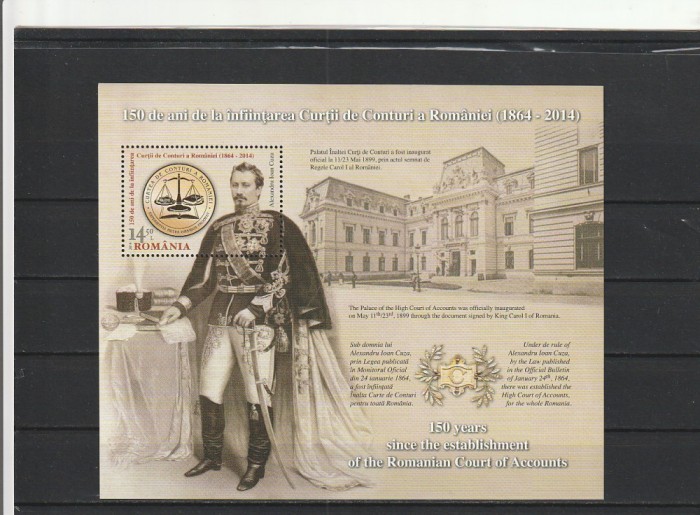 150 de ani de la înființarea Curții de Conturi a României (1864 - 2014)
Curții de Conturi a României (1864 - 2014)
150 de ani de la înființarea
CURTEA DE CONTURI A ROMÂNIEI
Alexandru Ioan Cuza
14.50 L
ROMÂNIA
Palatul Înaltei Curți de Conturi a fost inaugurat
oficial la 11/23 Mai 1899, prin actul semnat de
Regele Carol I al României.
The Palace of the High Court of Accounts was officially inaugurated
on May 11th/23rd, 1899 through the document signed by King Carol I of Romania.
Sub domnia lui
Alexandru Ioan Cuza,
prin Legea publicată
în Monitorul Oficial
din 24 ianuarie 1864,
a fost înființată
Înalta Curte de Conturi
pentru toată România.
Under the rule of
Alexandru Ioan Cuza,
by the Law published
in the Official Bulletin
of January 24th, 1864,
there was established the
High Court of Accounts,
for the whole Romania.
150 years
since the establishment
of the Romanian Court of Accounts